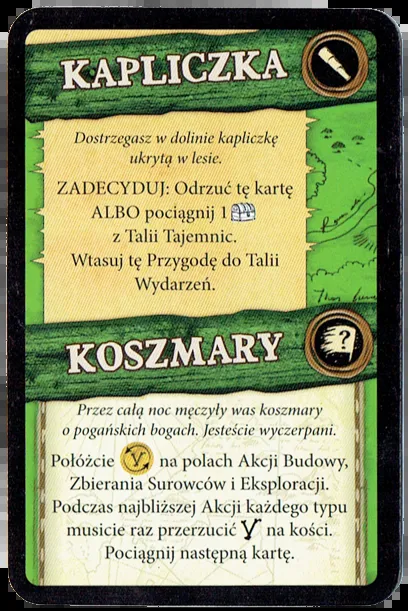 KAPLICZKA
Dostrzegasz w dolinie kapliczkę
ukrytą w lesie.
ZADECYDUJ: Odrzuć tę kartę
ALBO pociągnij 1
z Talii Tajemnic.
Wtasuj tę Przygodę do Talii
Wydarzeń.
KOSZMARY
?
Przez całą noc męczyły was koszmary
o pogańskich bogach. Jesteście wyczerpani.
Połóżcie na polach Akcji Budowy,
Zbierania Surowców i Eksploracji.
Podczas najbliższej Akcji każdego typu
musicie raz przerzucić na kości.
Pociągnij następną kartę.